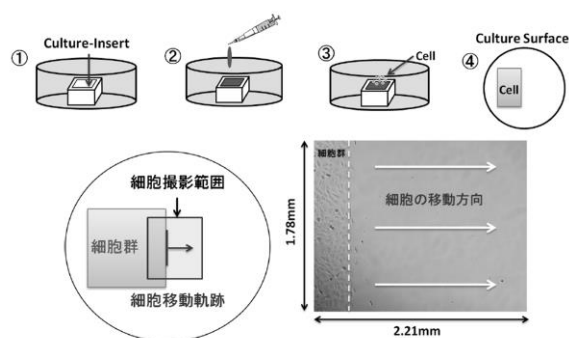 ①
Culture-Insert
②
③
Cell
Culture Surface
④
Cell
細胞撮影範囲
細胞群
細胞移動軌跡
細胞群
細胞の移動方向
1.78mm
2.21mm